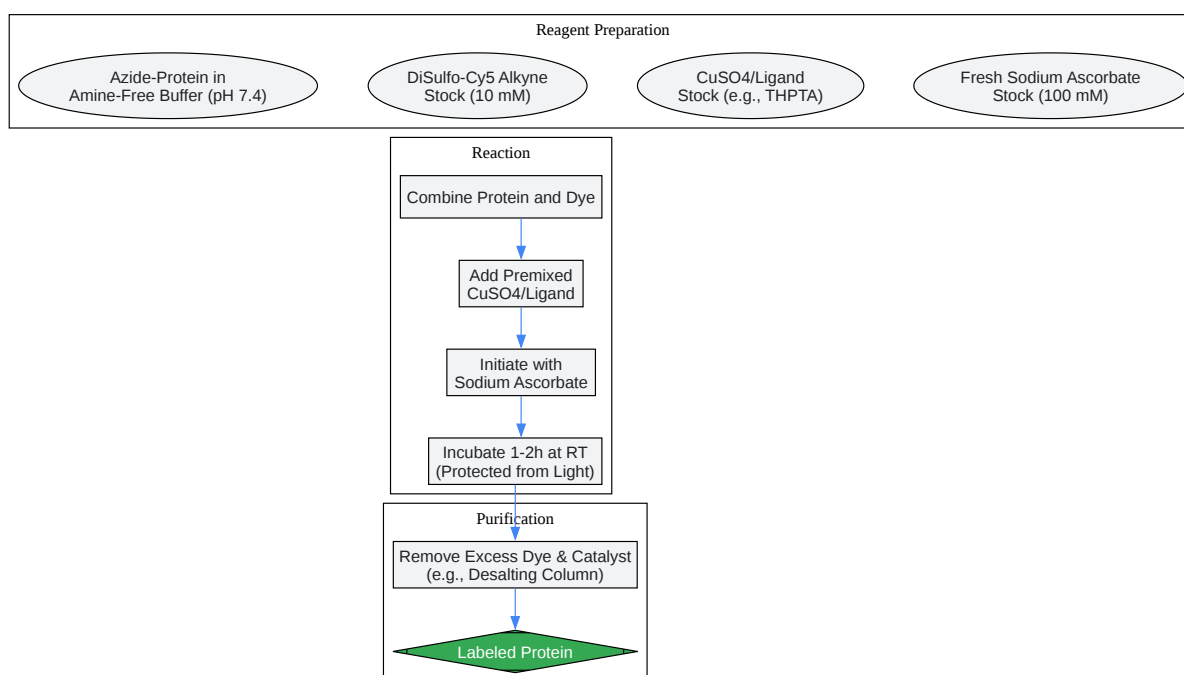 Reagent Preparation
Azide-Protein in
Amine-Free Buffer (pH 7.4)
DiSulfo-Cy5 Alkyne
Stock (10 mM)
CuSO4/Ligand
Stock (e.g., THPTA)
Fresh Sodium Ascorbate
Stock (100 mM)
Reaction
Combine Protein and Dye
Add Premixed
CuSO4/Ligand
Initiate with
Sodium Ascorbate
Incubate 1-2h at RT
(Protected from Light)
Purification
Remove Excess Dye & Catalyst
(e.g., Desalting Column)
Labeled Protein